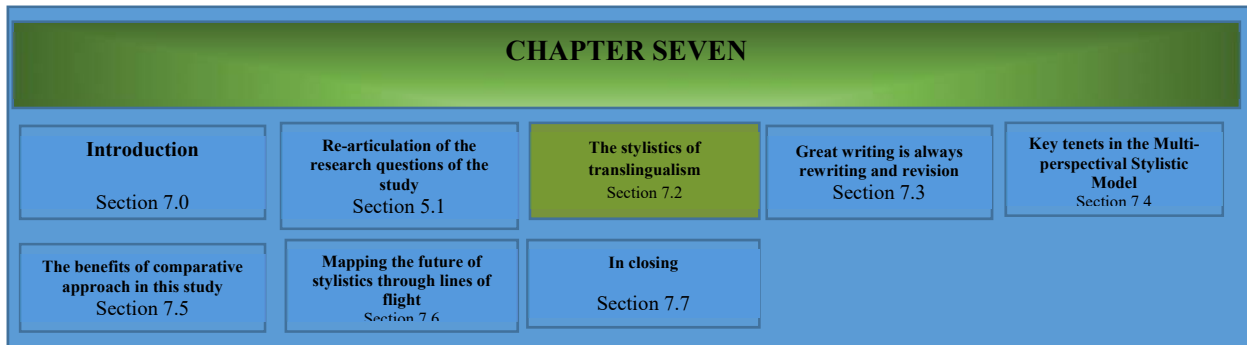 CHAPTER SEVEN
Introduction
Section 7.0
Re-articulation of the
research questions of the
study
Section 5.1
The stylistics of
translingualism
Section 7.2
Great writing is always
rewriting and revision
Section 7.3
Key tenets in the Multi-
perspectival Stylistic
Model
Section 7.4
The benefits of comparative
approach in this study
Section 7.5
Mapping the future of
stylistics through lines of
flight
Section 7.6
In closing
Section 7.7